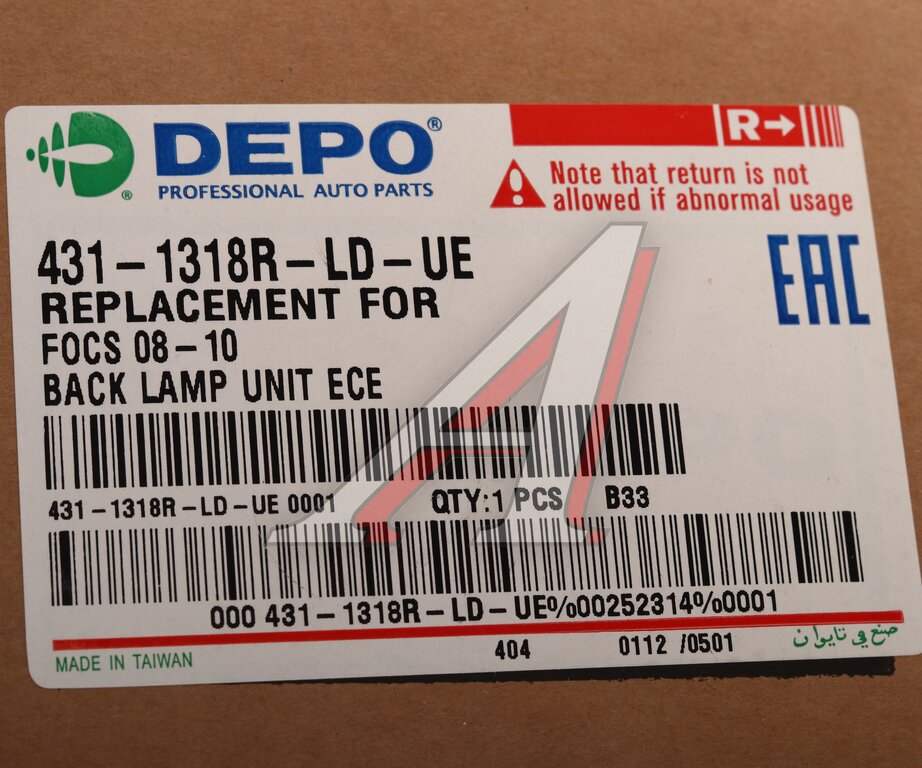 DEPO®
PROFESSIONAL AUTO PARTS
®
R→
Note that return is not
allowed if abnormal usage
431-1318R-LD-UE
REPLACEMENT FOR
FOCS 08-10
BACK LAMP UNIT ECE
EAC
431-1318R-LD-UE 0001 QTY:1 PCS B33
000 431-1318R-LD-UE%00252314%0001
MADE IN TAIWAN 404 0112 /0501 صنع في تايوان